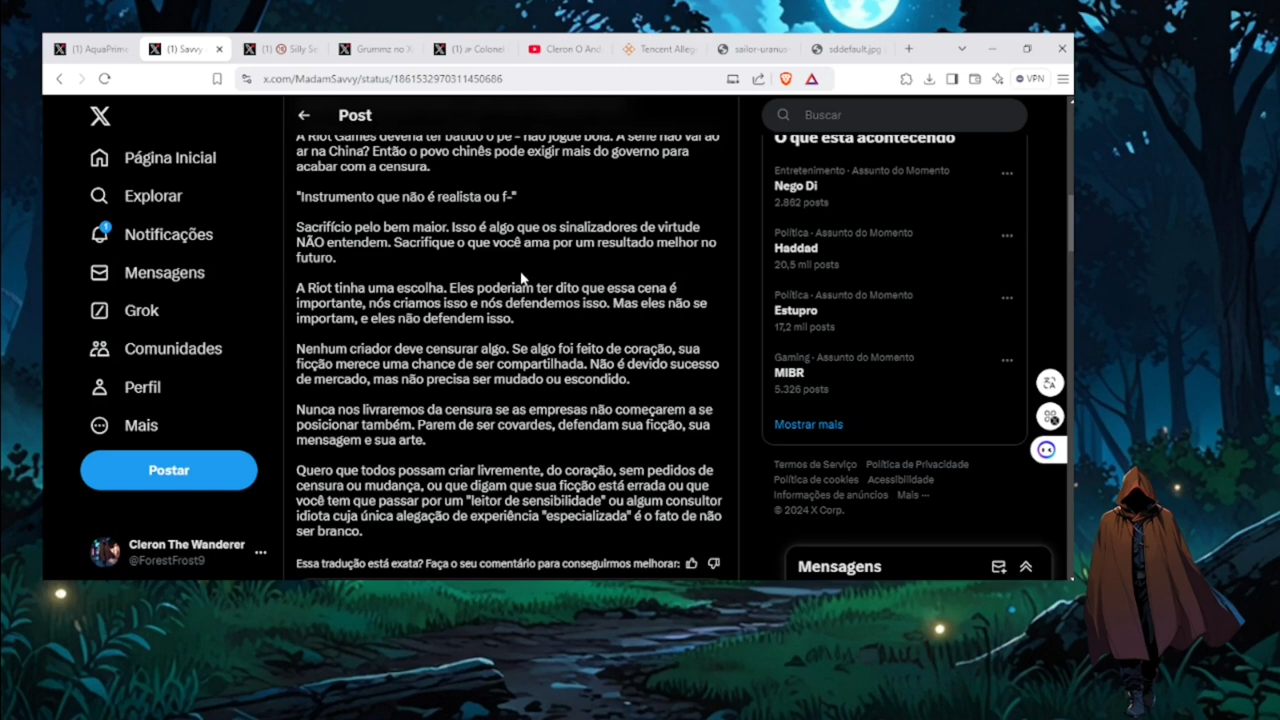 (1) AquaPrim
(1) Savvy
(1) Silly Se
Grummz no X
(1) Jr Colonel
Cleron O And
Tencent Alleg
sailor-uranus-
sddefault.jpg
x.com/MadamSavvy/status/1861532970311450686
VPN
Post
Buscar
Página Inicial
Explorar
Notificações
1
Mensagens
Grok
Comunidades
Perfil
Mais
Postar
Cleron The Wanderer
@ForestFrost9
A Riot Games deveria ter batido o pé - não jogue bola. A série não vai ao
ar na China? Então o povo chinês pode exigir mais do governo para
acabar com a censura.
"Instrumento que não é realista ou f-"
Sacrifício pelo bem maior. Isso é algo que os sinalizadores de virtude
NÃO entendem. Sacrifique o que você ama por um resultado melhor no
futuro.
A Riot tinha uma escolha. Eles poderiam ter dito que essa cena é
importante, nós criamos isso e nós defendemos isso. Mas eles não se
importam, e eles não defendem isso.
Nenhum criador deve censurar algo. Se algo foi feito de coração, sua
ficção merece uma chance de ser compartilhada. Não é devido sucesso
de mercado, mas não precisa ser mudado ou escondido.
Nunca nos livraremos da censura se as empresas não começarem a se
posicionar também. Parem de ser covardes, defendam sua ficção, sua
mensagem e sua arte.
Quero que todos possam criar livremente, do coração, sem pedidos de
censura ou mudança, ou que digam que sua ficção está errada ou que
você tem que passar por um "leitor de sensibilidade" ou algum consultor
idiota cuja única alegação de experiência "especializada" é o fato de não
ser branco.
Essa tradução está exata? Faça o seu comentário para conseguirmos melhorar:
O que está acontecendo
Entretenimento · Assunto do Momento
Nego Di
2.862 posts
Política · Assunto do Momento
Haddad
20,5 mil posts
Política · Assunto do Momento
Estupro
17,2 mil posts
Gaming · Assunto do Momento
MIBR
5.326 posts
Mostrar mais
Termos de Serviço Política de Privacidade
Política de cookies Acessibilidade
Informações de anúncios Mais ...
© 2024 X Corp.
Mensagens